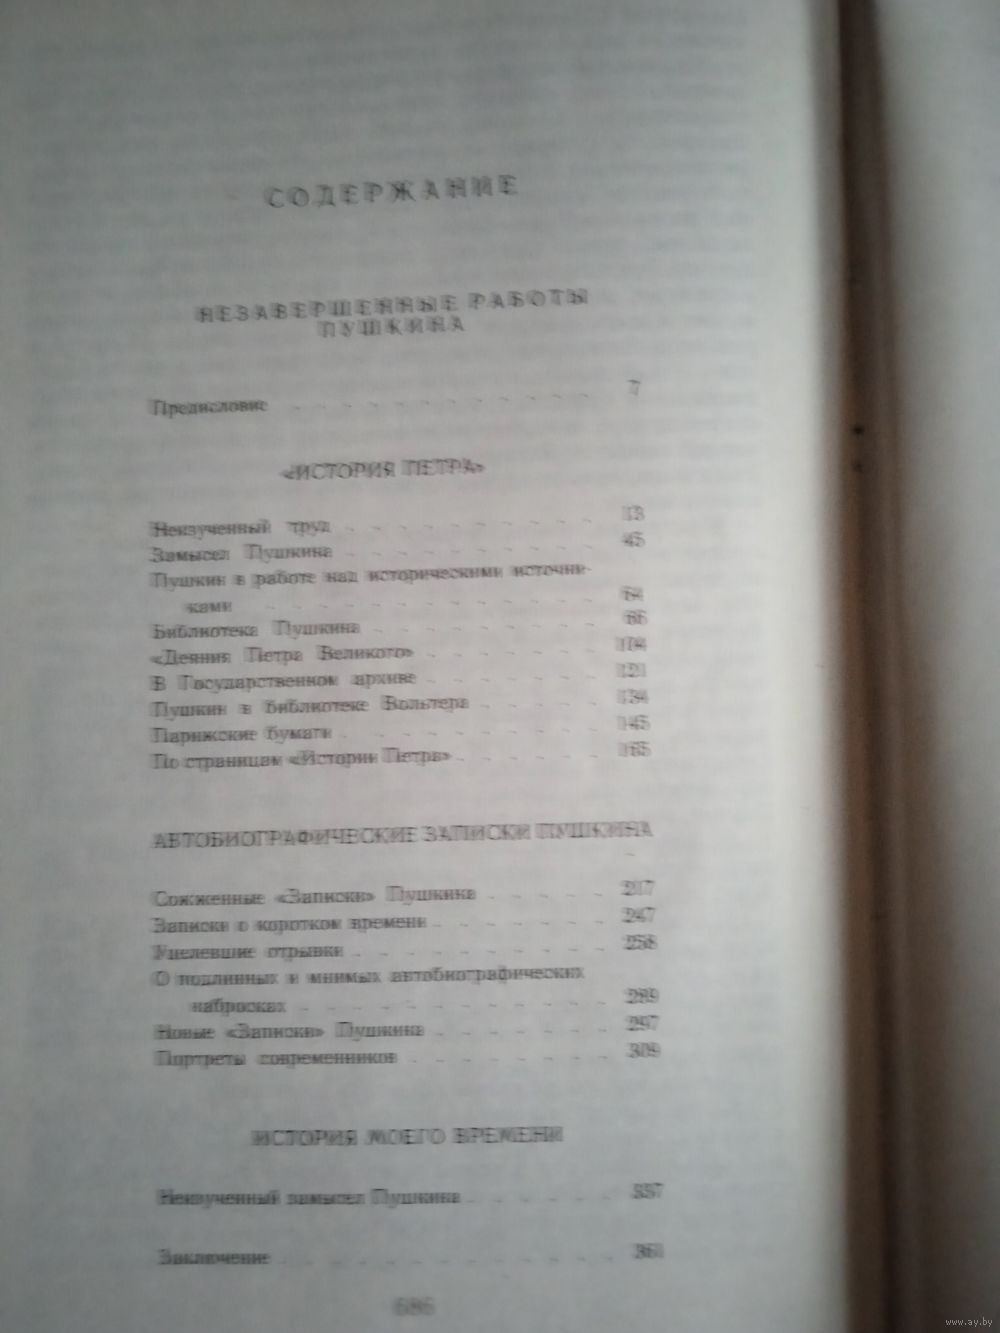 СОДЕРЖАНИЕ
НЕЗАВЕРШЕННЫЕ РАБОТЫ
ПУШКИНА
Предисловие 7
«ИСТОРИЯ ПЕТРА»
Неизученный труд 13
Замысел Пушкина 45
Пушкин в работе над историческими источни-
ками 64
Библиотека Пушкина
«Деяния Петра Великого» 104
В Государственном архиве 121
Пушкин в библиотеке Вольтера 134
Парижские бумаги 145
По страницам «Истории Петра» 165
АВТОБИОГРАФИЧЕСКИЕ ЗАПИСКИ ПУШКИНА
Сожженные «Записки» Пушкина 217
Записки о коротком времени 247
Уцелевшие отрывки 258
О подлинных и мнимых автобиографических
набросках 289
Новые «Записки» Пушкина 297
Портреты современников 309
ИСТОРИЯ МОЕГО ВРЕМЕНИ
Неизученный замысел Пушкина 337
Заключение 361
686
www.ay.by